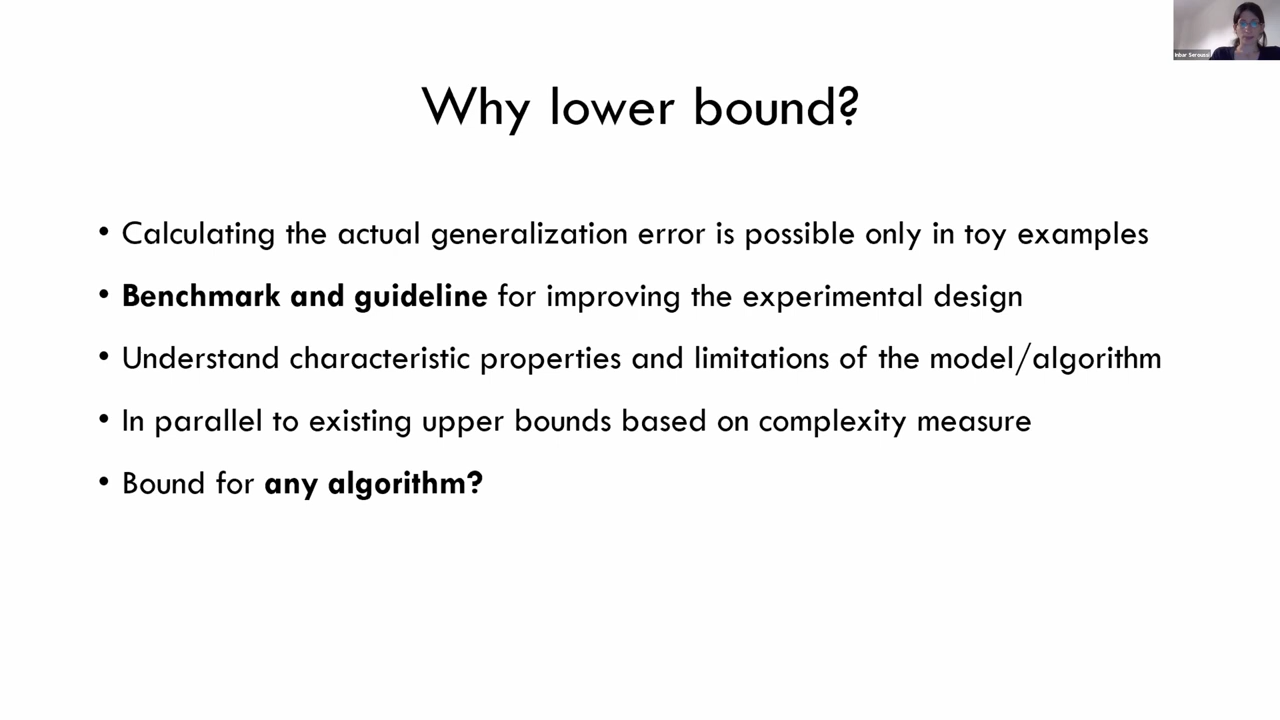 Inbar Seroussi
Why lower bound?
• Calculating the actual generalization error is possible only in toy examples
• Benchmark and guideline for improving the experimental design
• Understand characteristic properties and limitations of the model/algorithm
• In parallel to existing upper bounds based on complexity measure
• Bound for any algorithm?